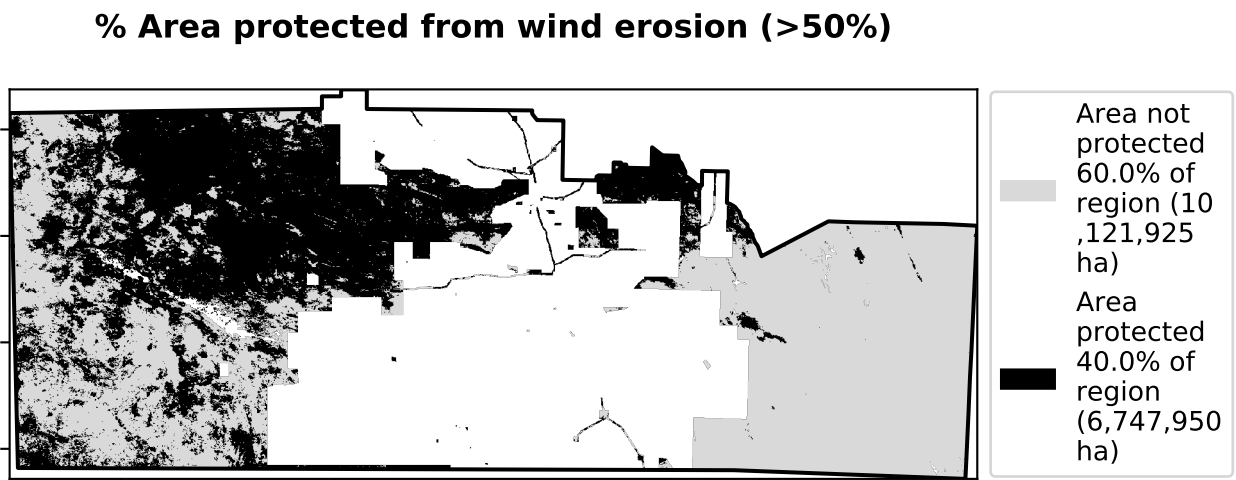 % Area protected from wind erosion (>50%)
Area not
protected
60.0% of
region (10
,121,925
ha)
Area
protected
40.0% of
region
(6,747,950
ha)